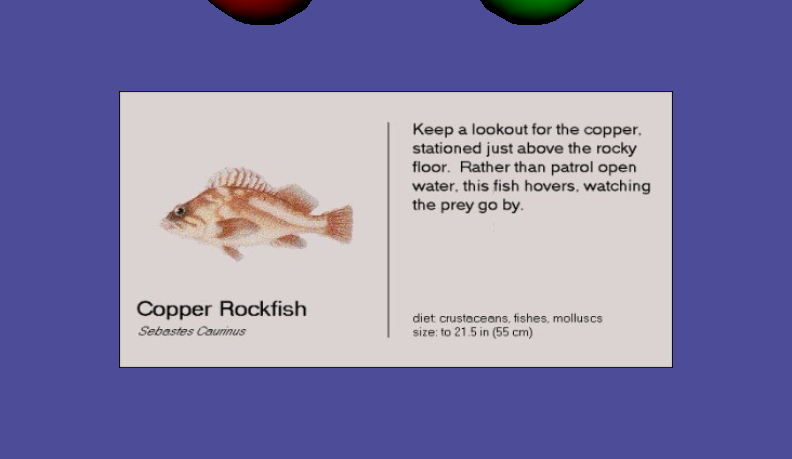 Keep a lookout for the copper,
stationed just above the rocky
floor.  Rather than patrol open
water, this fish hovers, watching
the prey go by.
Copper Rockfish
Sebastes Caurinus
diet: crustaceans, fishes, molluscs
size: to 21.5 in (55 cm)